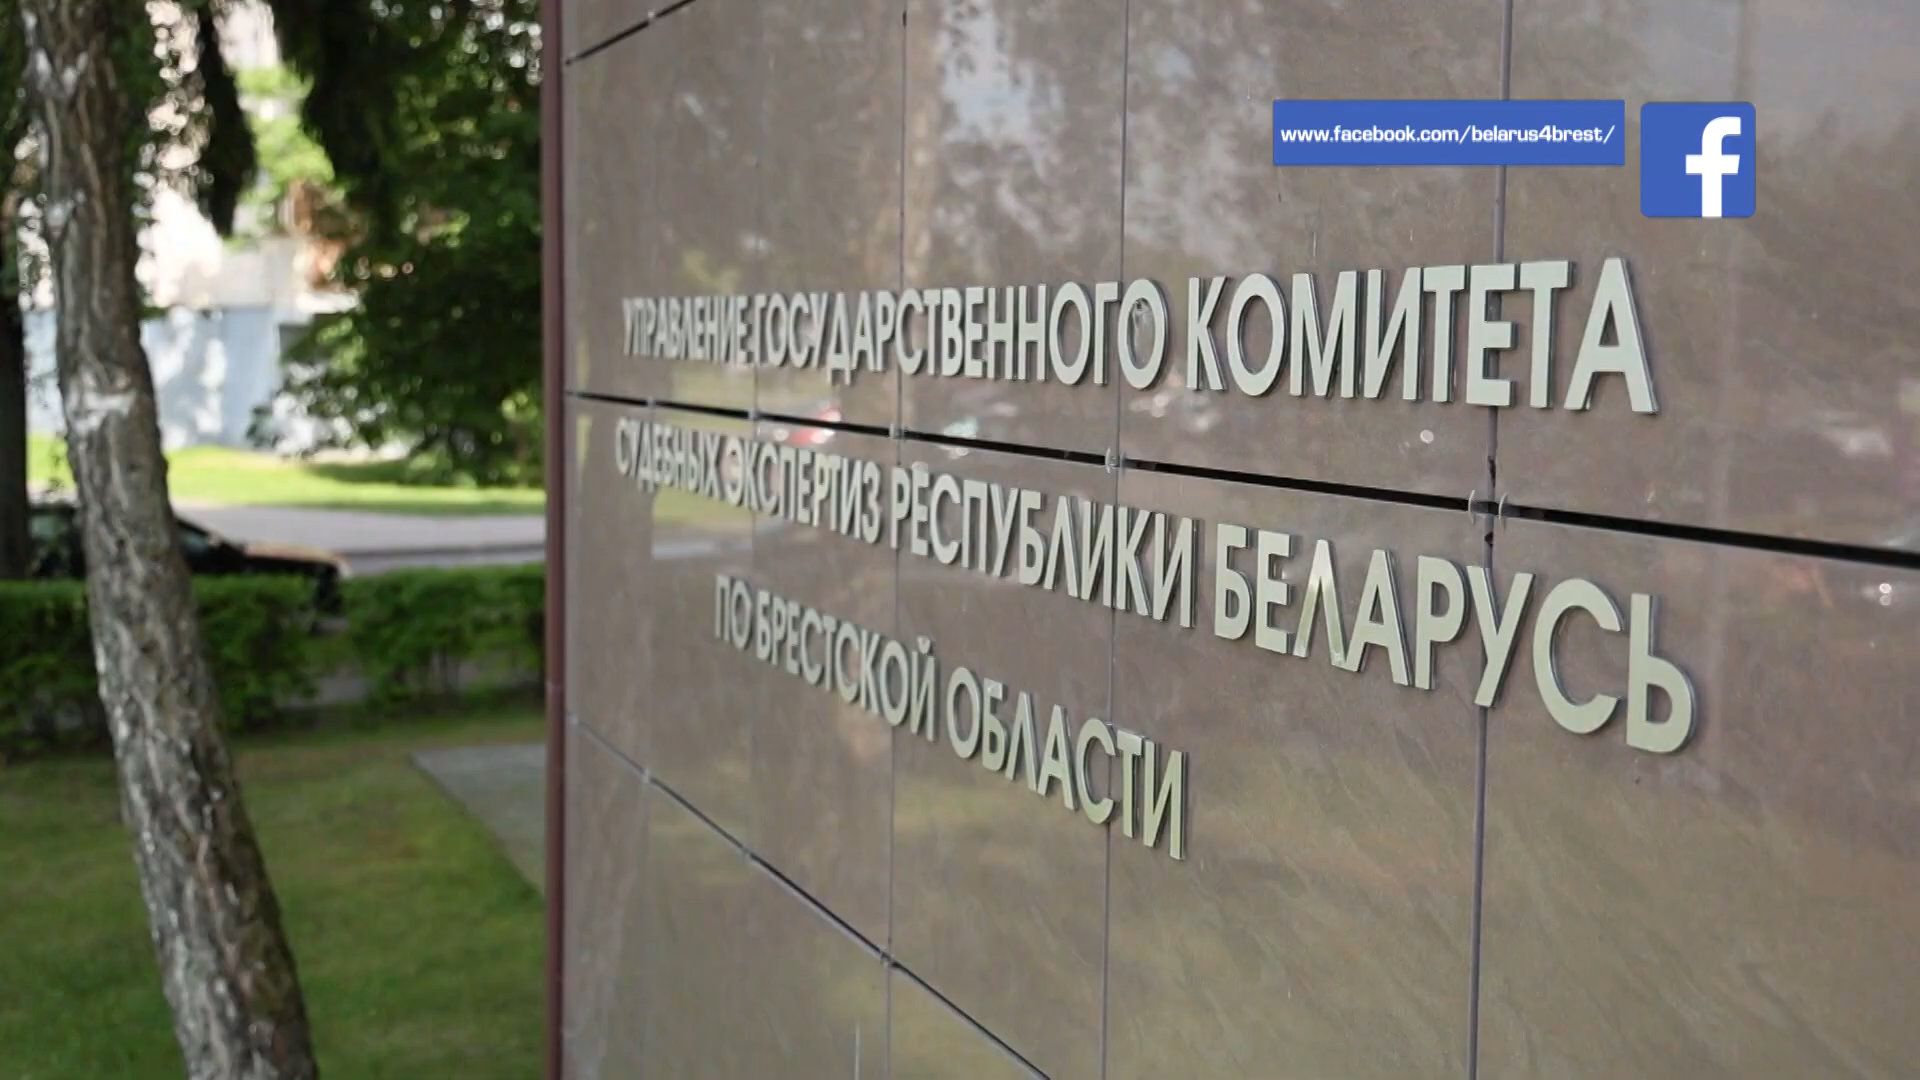 www.facebook.com/belarus4brest/
УПРАВЛЕНИЕ ГОСУДАРСТВЕННОГО КОМИТЕТА
СУДЕБНЫХ ЭКСПЕРТИЗ РЕСПУБЛИКИ БЕЛАРУСЬ
ПО БРЕСТСКОЙ ОБЛАСТИ